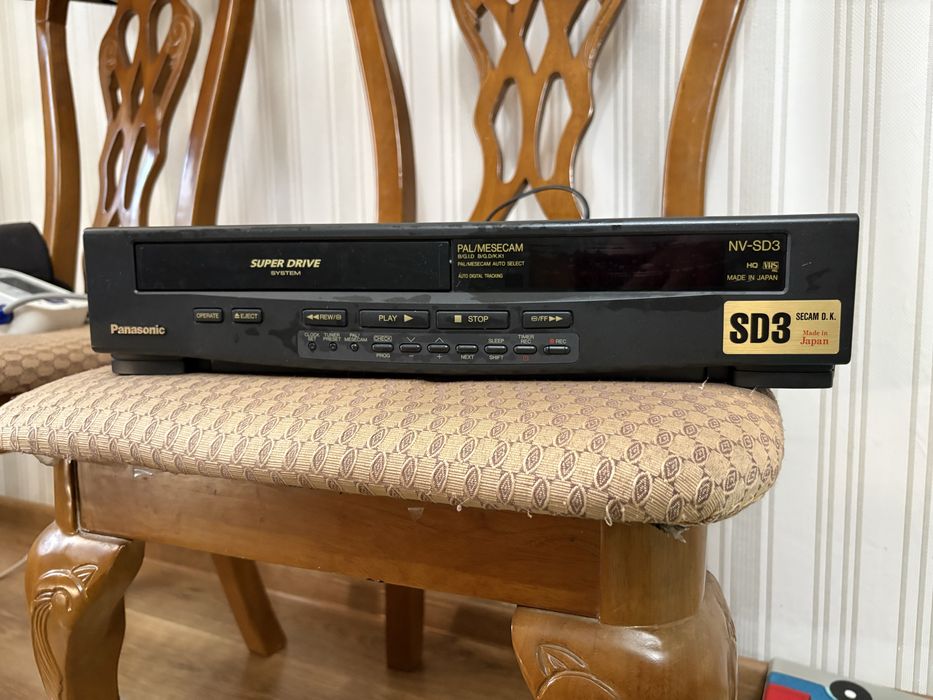 SUPER DRIVE
SYSTEM
PAL/MESECAM
B/G.I.D B/G.D/K.K1
PAL/MESECAM AUTO SELECT
AUTO DIGITAL TRACKING
NV-SD3
HQ VHS
MADE IN JAPAN
Panasonic
OPERATE
EJECT
REW
PLAY
STOP
/FF
CLOCK SET
TUNER PRESET
PAL/ MESECAM
CHECK
PROG
+
NEXT
SLEEP
SHIFT
TIMER REC
REC
SD3
SECAM D. K.
Made in
Japan